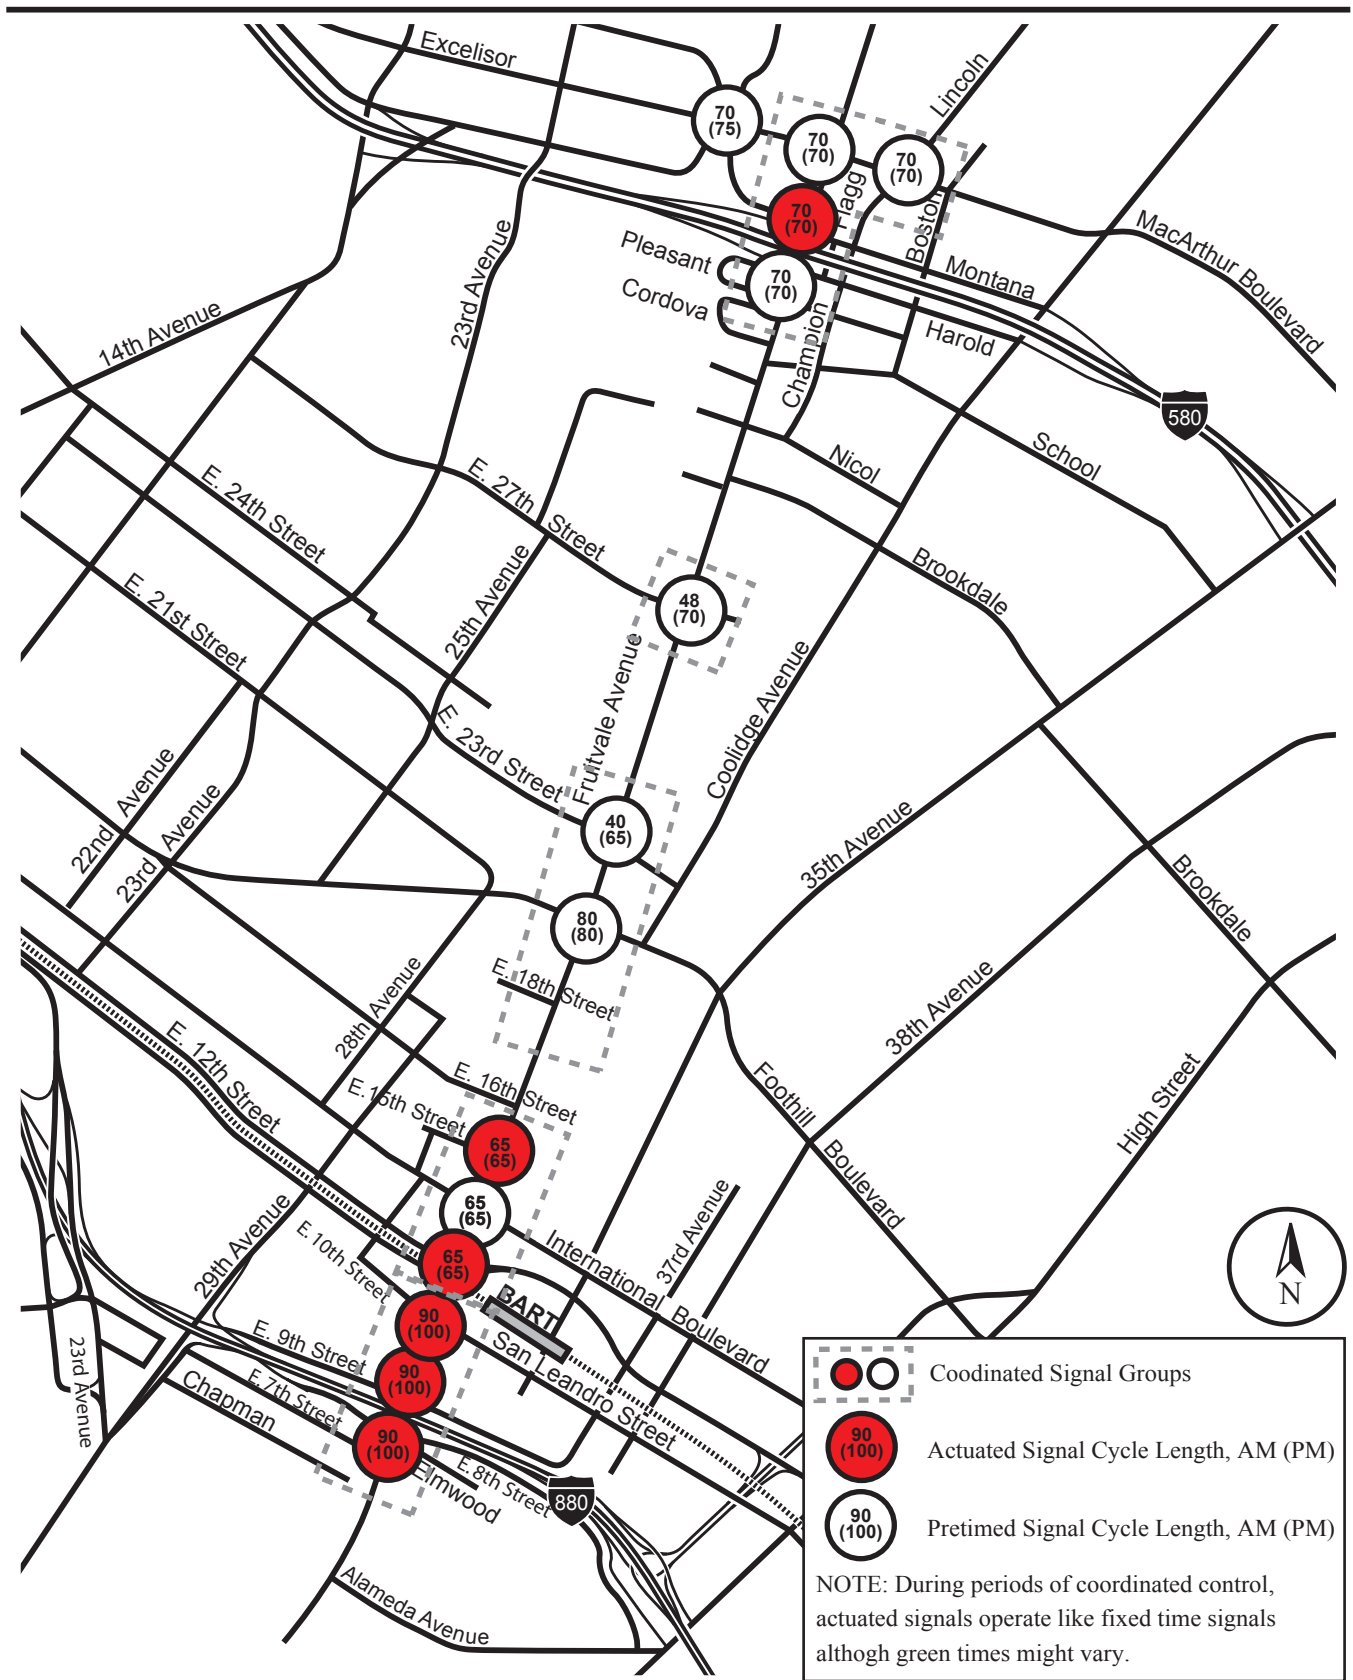 Excelisor
Lincoln
70
(75)
70
(70)
70
(70)
70
(70)
Flagg
Boston
MacArthur Boulevard
Montana
Pleasant
70
(70)
Cordova
Harold
23rd Avenue
14th Avenue
Champion
580
School
Nicol
E. 24th Street
E. 27th Street
Brookdale
25th Avenue
E. 21st Street
48
(70)
Fruitvale Avenue
Coolidge Avenue
E. 23rd Street
40
(65)
22nd Avenue
23rd Avenue
35th Avenue
Brookdale
80
(80)
E. 18th Street
28th Avenue
38th Avenue
E. 12th Street
E. 16th Street
E. 15th Street
Foothill Boulevard
High Street
65
(65)
65
(65)
29th Avenue
37rd Avenue
E. 10th Street
65
(65)
International Boulevard
BART
N
90
(100)
San Leandro Street
E. 9th Street
90
(100)
23rd Avenue
E. 7th Street
Chapman
90
(100)
E. 8th Street
Elmwood
880
Alameda Avenue
Coodinated Signal Groups
90
(100)
Actuated Signal Cycle Length, AM (PM)
90
(100)
Pretimed Signal Cycle Length, AM (PM)
NOTE: During periods of coordinated control,
actuated signals operate like fixed time signals
althogh green times might vary.